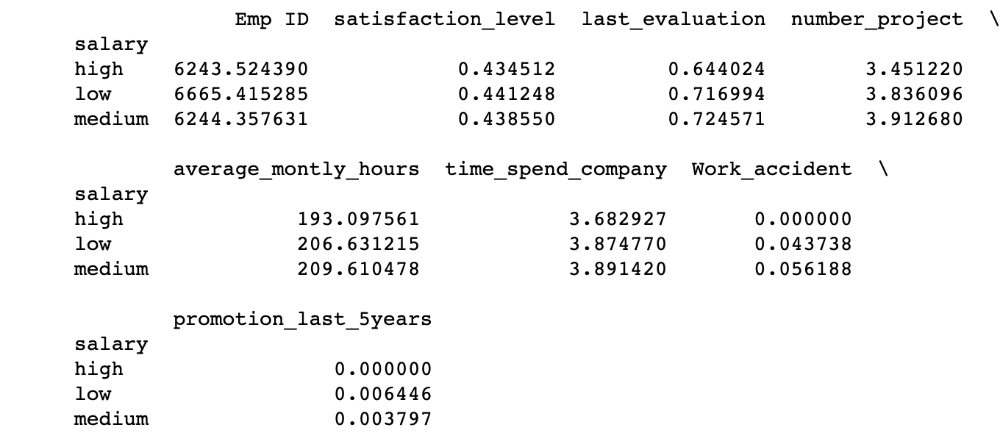 Emp ID satisfaction_level last_evaluation number_project \
salary
high 6243.524390 0.434512 0.644024 3.451220
low 6665.415285 0.441248 0.716994 3.836096
medium 6244.357631 0.438550 0.724571 3.912680
average_montly_hours time_spend_company Work_accident \
salary
high 193.097561 3.682927 0.000000
low 206.631215 3.874770 0.043738
medium 209.610478 3.891420 0.056188
promotion_last_5years
salary
high 0.000000
low 0.006446
medium 0.003797